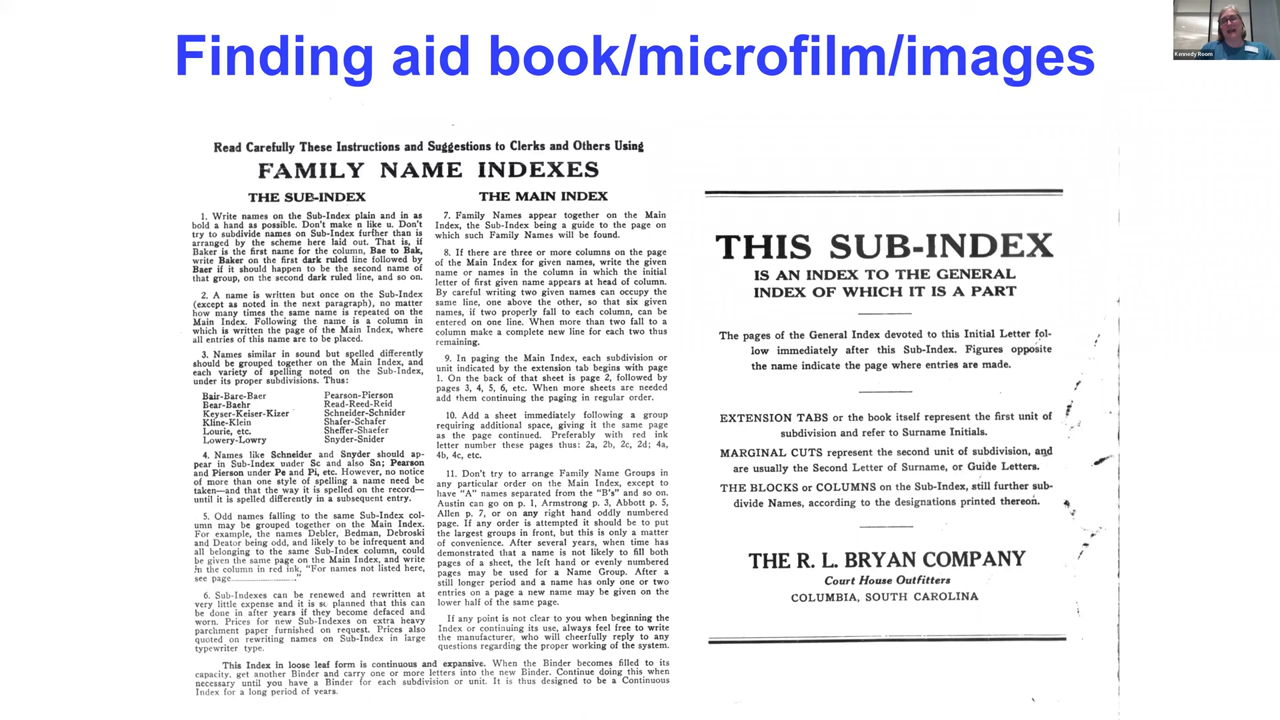 Finding aid book/microfilm/images
Kennedy Room
Read Carefully These Instructions and Suggestions to Clerks and Others Using
FAMILY NAME INDEXES
THE SUB-INDEX
1. Write names on the Sub-Index plain and in as
bold a hand as possible. Don't make n like u. Don't
try to subdivide names on Sub-Index further than is
arranged by the scheme here laid out. That is, if
Baker is the first name for the column, Bae to Bak,
write Baker on the first dark ruled line followed by
Baer if it should happen to be the second name of
that group, on the second dark ruled line, and so on.
2. A name is written but once on the Sub-Index
(except as noted in the next paragraph), no matter
how many times the same name is repeated on the
Main Index. Following the name is a column in
which is written the page of the Main Index, where
all entries of this name are to be placed.
3. Names similar in sound but spelled differently
should be grouped together on the Main Index, and
each variety of spelling noted on the Sub-Index,
under its proper subdivisions. Thus:
Bair-Bare-Baer Pearson-Pierson
Bear-Baehr Read-Reed-Reid
Keyser-Keiser-Kizer Schneider-Schnider
Kline-Klein Shafer-Schafer
Lourie, etc. Sheffer-Shaefer
Lowery-Lowry Snyder-Snider
4. Names like Schneider and Snyder should ap-
pear in Sub-Index under Sc and also Sn; Pearson
and Pierson under Pe and Pi, etc. However, no notice
of more than one style of spelling a name need be
taken—and that the way it is spelled on the record—
until it is spelled differently in a subsequent entry.
5. Odd names falling to the same Sub-Index col-
umn may be grouped together on the Main Index.
For example, the names Debler, Bedman, Debroski
and Deator being odd, and likely to be infrequent and
all belonging to the same Sub-Index column, could
be given the same page on the Main Index, and write
in the column in red ink, "For names not listed here,
see page................"
6. Sub-Indexes can be renewed and rewritten at
very little expense and it is so planned that this can
be done in after years if they become defaced and
worn. Prices for new Sub-Indexes on extra heavy
parchment paper furnished on request. Prices also
quoted on rewriting names on Sub-Index in large
typewriter type.
THE MAIN INDEX
7. Family Names appear together on the Main
Index, the Sub-Index being a guide to the page on
which such Family Names will be found.
8. If there are three or more columns on the page
of the Main Index for given names, write the given
name or names in the column in which the initial
letter of first given name appears at head of column.
By careful writing two given names can occupy the
same line, one above the other, so that six given
names, if two properly fall to each column, can be
entered on one line. When more than two fall to a
column make a complete new line for each two thus
remaining.
9. In paging the Main Index, each subdivision or
unit indicated by the extension tab begins with page
1. On the back of that sheet is page 2, followed by
pages 3, 4, 5, 6, etc. When more sheets are needed
add them continuing the paging in regular order.
10. Add a sheet immediately following a group
requiring additional space, giving it the same page
as the page continued. Preferably with red ink
letter number these pages thus: 2a, 2b, 2c, 2d; 4a,
4b, 4c, etc.
11. Don't try to arrange Family Name Groups in
any particular order on the Main Index, except to
have "A" names separated from the "B's" and so on.
Austin can go on p. 1, Armstrong p. 3, Abbott p. 5,
Allen p. 7, or on any right hand oddly numbered
page. If any order is attempted it should be to put
the largest groups in front, but this is only a matter
of convenience. After several years, when time has
demonstrated that a name is not likely to fill both
pages of a sheet, the left hand or evenly numbered
pages may be used for a Name Group. After a
still longer period and a name has only one or two
entries on a page a new name may be given on the
lower half of the same page.
If any point is not clear to you when beginning the
Index or continuing its use, always feel free to write
the manufacturer, who will cheerfully reply to any
questions regarding the proper working of the system.
This Index in loose leaf form is continuous and expansive. When the Binder becomes filled to its
capacity, get another Binder and carry one or more letters into the new Binder. Continue doing this when
necessary until you have a Binder for each subdivision or unit. It is thus designed to be a Continuous
Index for a long period of years.
THIS SUB-INDEX
IS AN INDEX TO THE GENERAL
INDEX OF WHICH IT IS A PART
The pages of the General Index devoted to this Initial Letter fol-
low immediately after this Sub-Index. Figures opposite
the name indicate the page where entries are made.
EXTENSION TABS or the book itself represent the first unit of
subdivision and refer to Surname Initials.
MARGINAL CUTS represent the second unit of subdivision, and
are usually the Second Letter of Surname, or Guide Letters.
THE BLOCKS or COLUMNS on the Sub-Index, still further sub-
divide Names, according to the designations printed thereon.
THE R. L. BRYAN COMPANY
Court House Outfitters
COLUMBIA, SOUTH CAROLINA